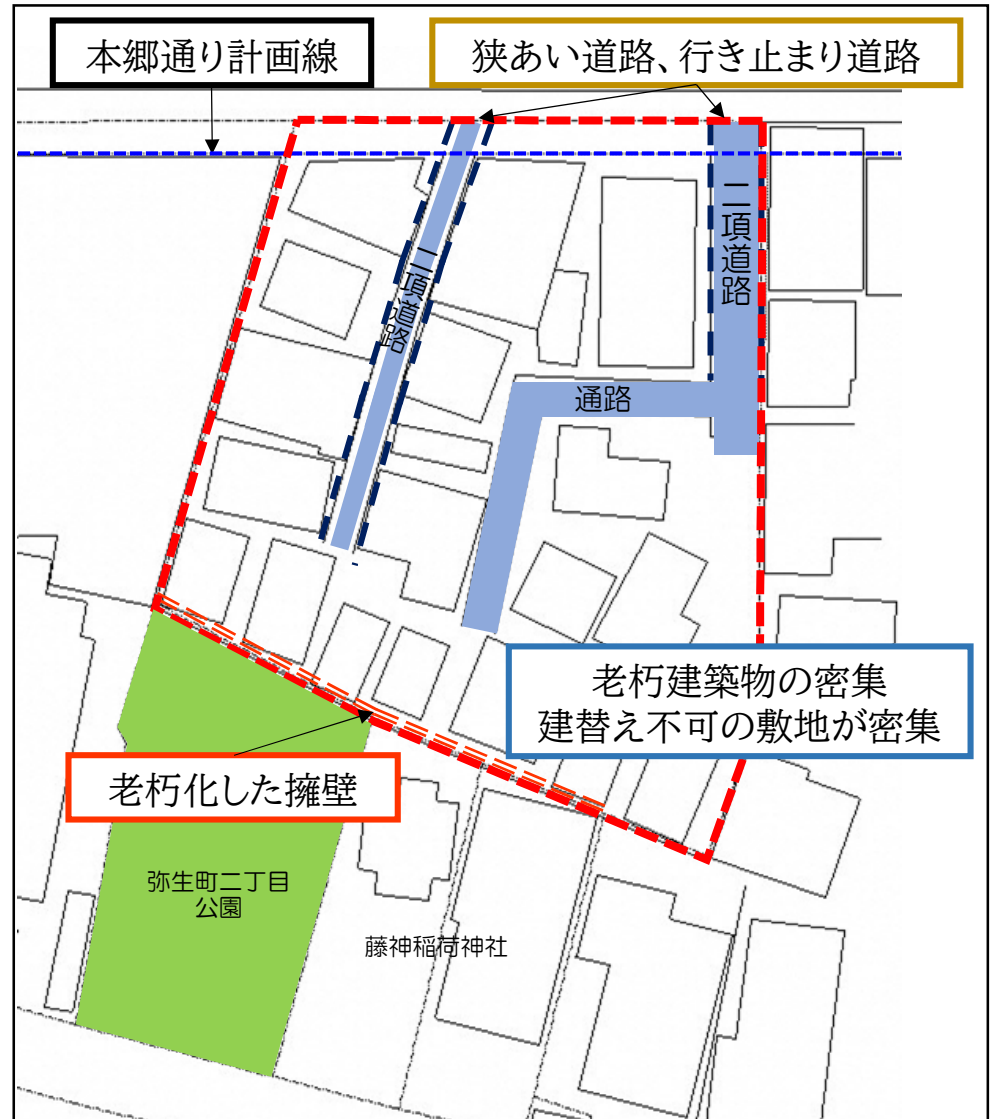 本郷通り計画線
狭あい道路、行き止まり道路
二項道路
二項道路
通路
老朽建築物の密集
建替え不可の敷地が密集
老朽化した擁壁
弥生町二丁目
公園
藤神稲荷神社